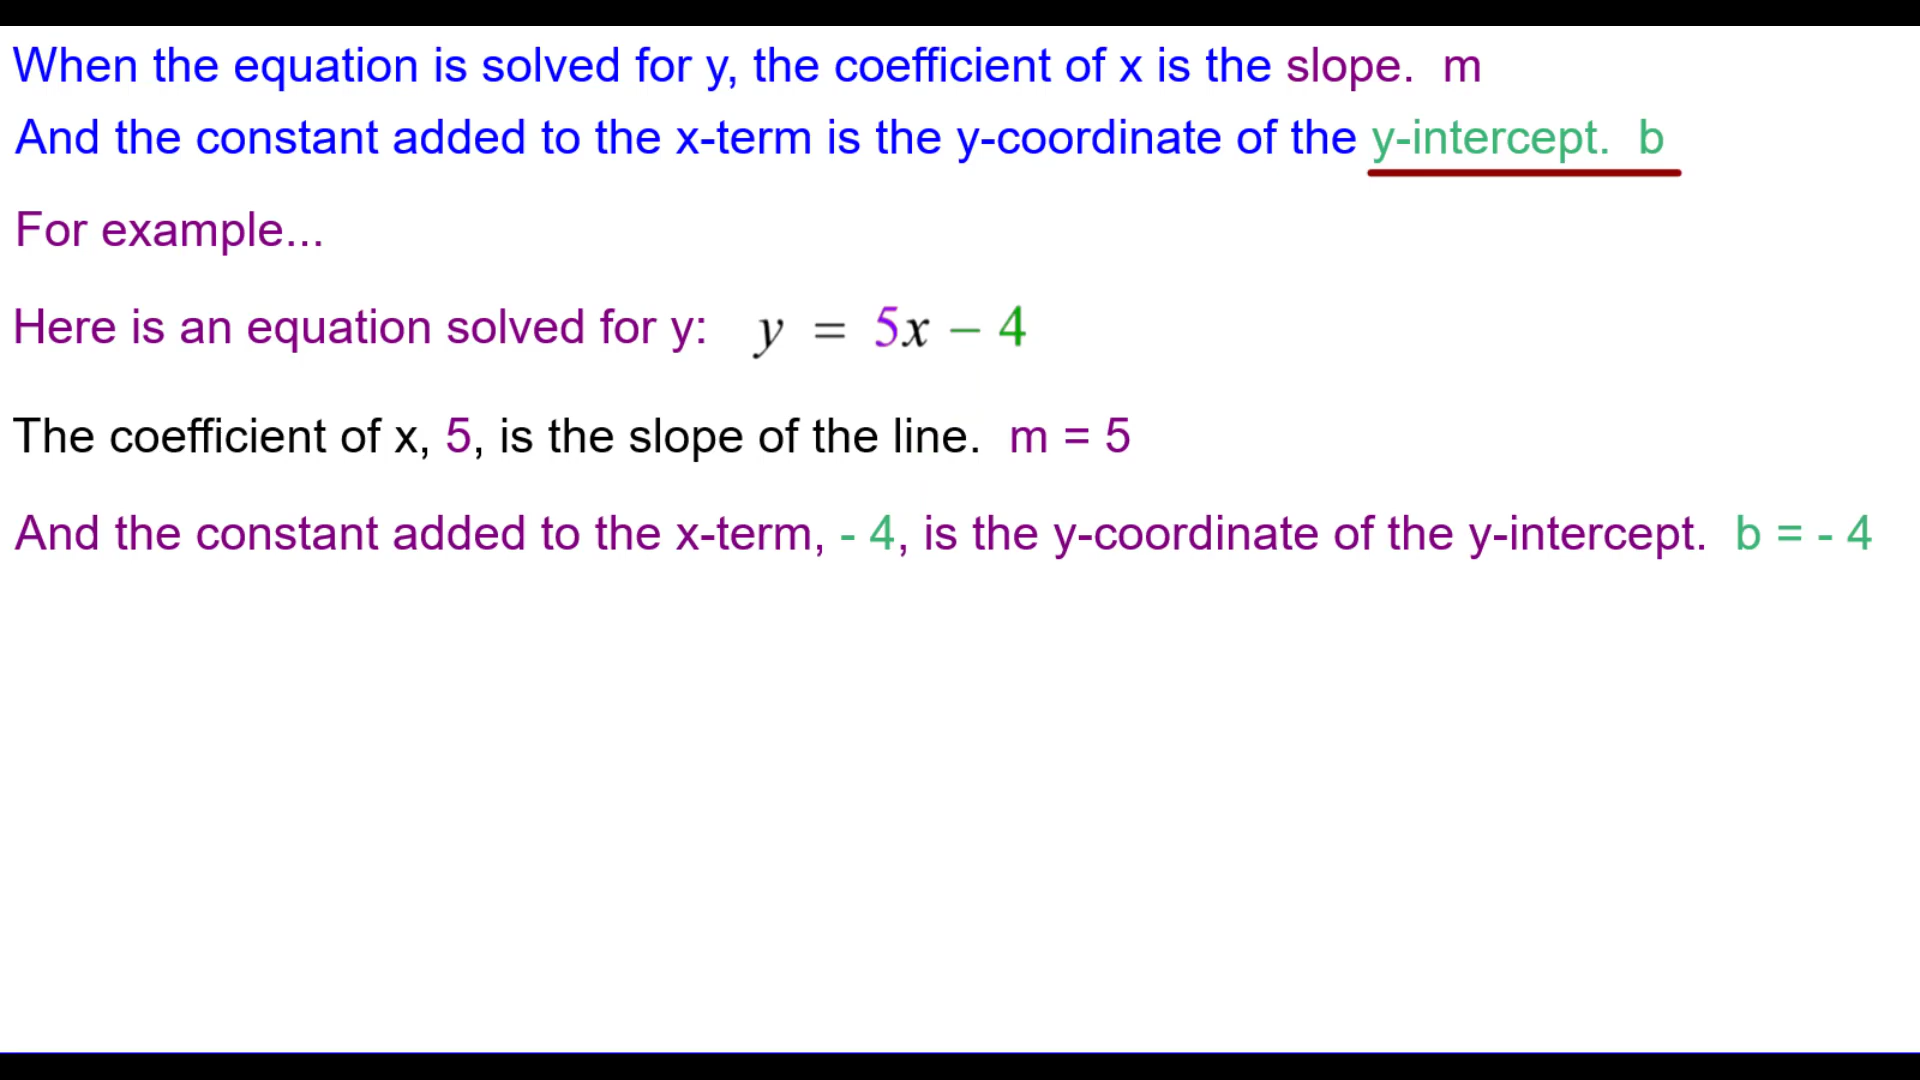 When the equation is solved for y, the coefficient of x is the slope.  m
And the constant added to the x-term is the y-coordinate of the y-intercept.  b
For example...
Here is an equation solved for y:   y = 5x − 4
The coefficient of x, 5, is the slope of the line.  m = 5
And the constant added to the x-term, - 4, is the y-coordinate of the y-intercept.  b = - 4